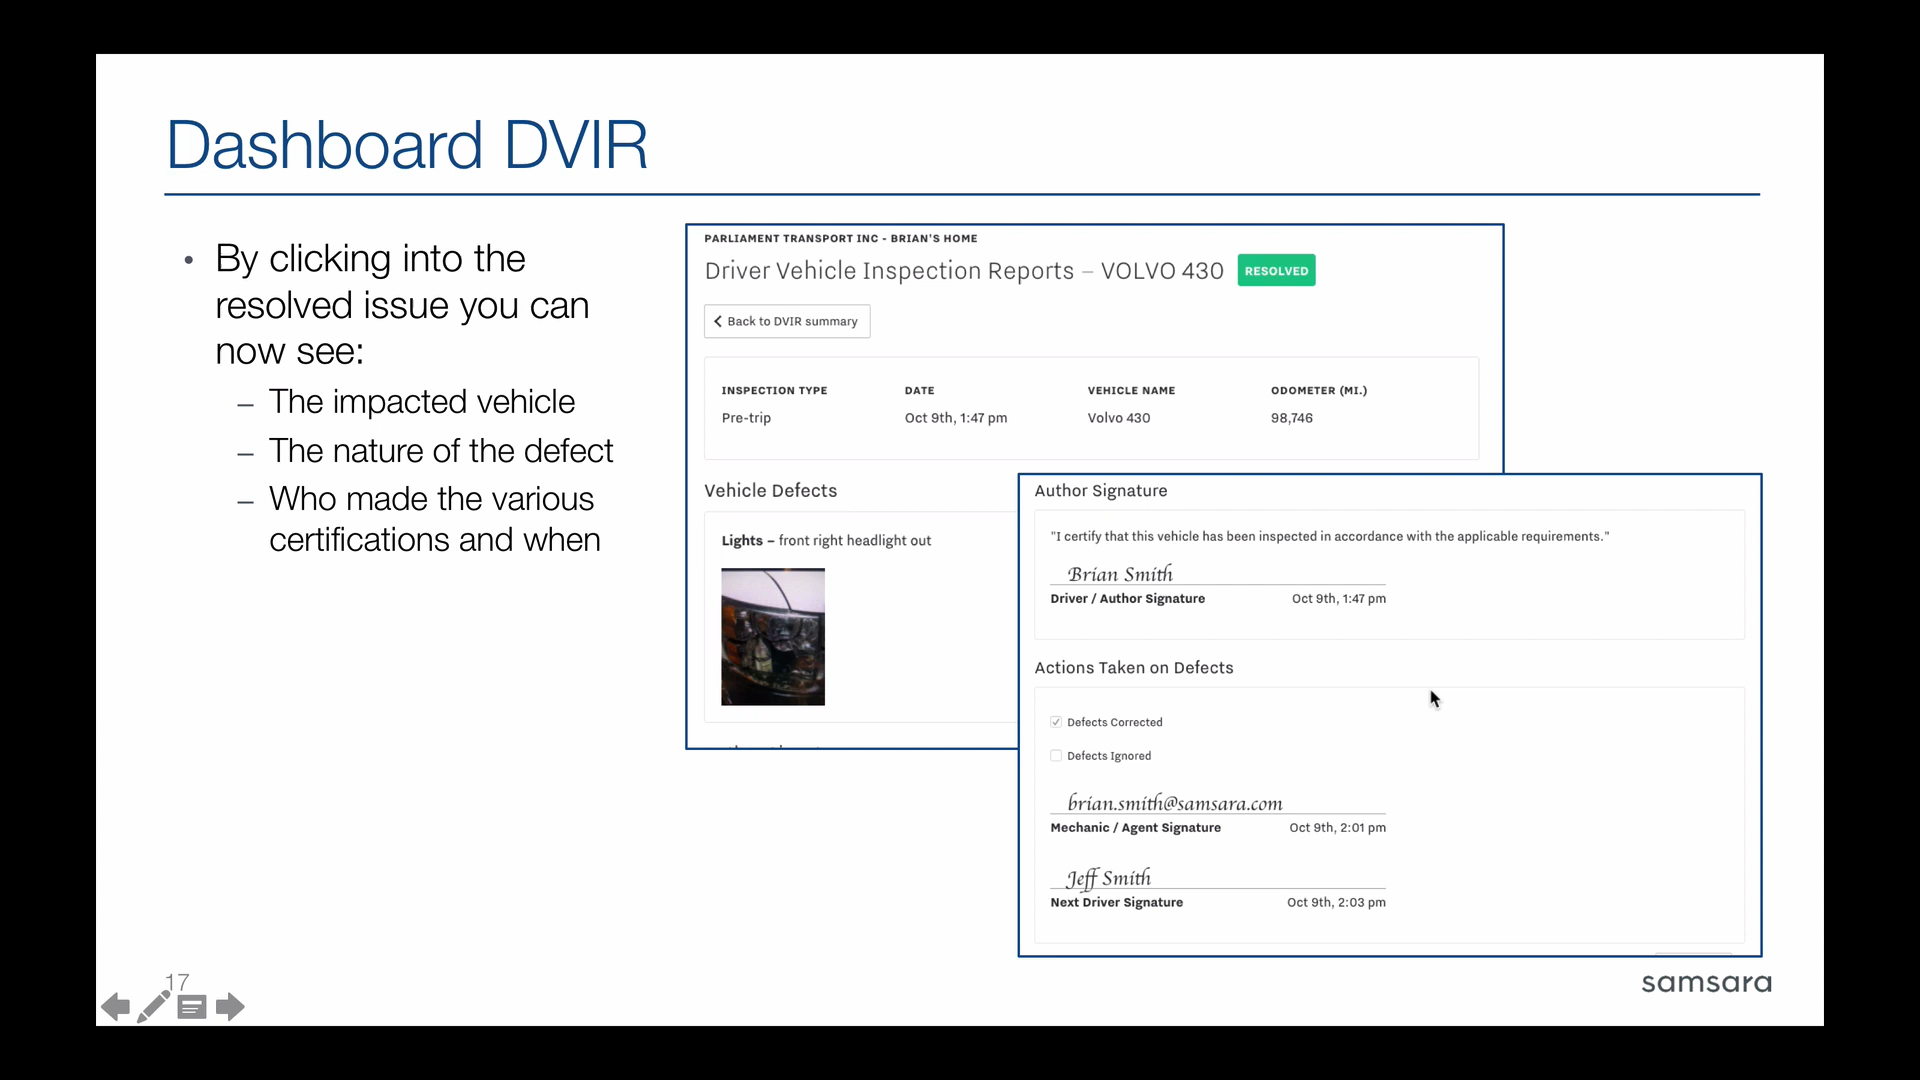 Dashboard DVIR
• By clicking into the
resolved issue you can
now see:
– The impacted vehicle
– The nature of the defect
– Who made the various
certifications and when
PARLIAMENT TRANSPORT INC - BRIAN'S HOME
Driver Vehicle Inspection Reports – VOLVO 430 RESOLVED
Back to DVIR summary
INSPECTION TYPE DATE VEHICLE NAME ODOMETER (MI.)
Pre-trip Oct 9th, 1:47 pm Volvo 430 98,746
Vehicle Defects
Lights – front right headlight out
Author Signature
"I certify that this vehicle has been inspected in accordance with the applicable requirements."
Brian Smith
Driver / Author Signature Oct 9th, 1:47 pm
Actions Taken on Defects
Defects Corrected
Defects Ignored
brian.smith@samsara.com
Mechanic / Agent Signature Oct 9th, 2:01 pm
Jeff Smith
Next Driver Signature Oct 9th, 2:03 pm
17
samsara